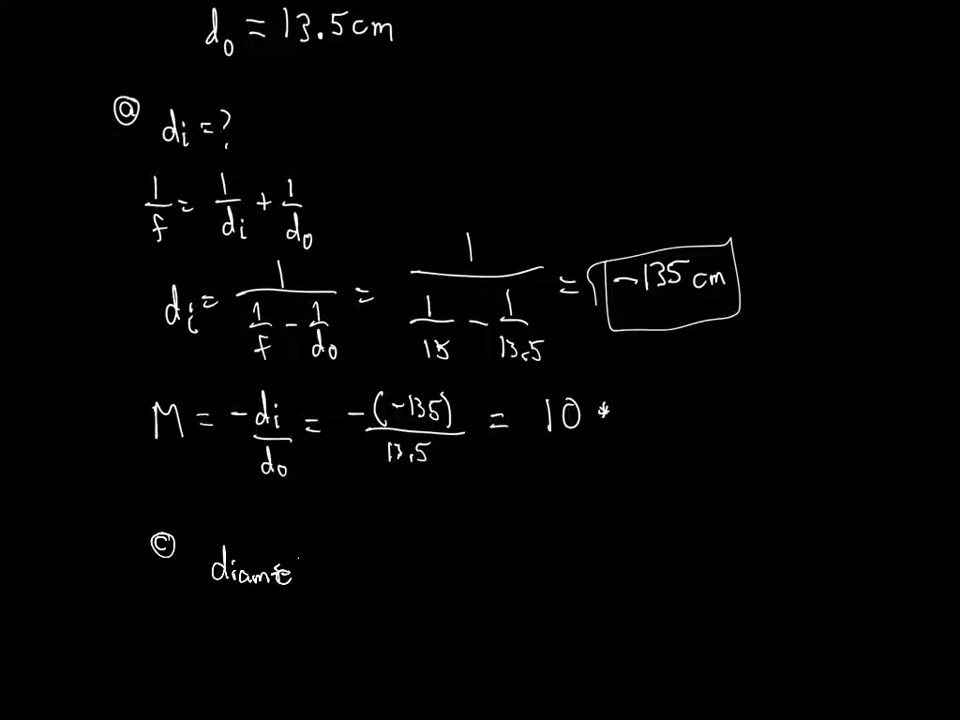 d₀ = 13.5cm
ⓐ di = ?
1/f = 1/di + 1/d₀
di = 1/(1/f - 1/d₀) = 1/(1/15 - 1/13.5) = -135 cm
M = -di/d₀ = -(-135)/13.5 = 10 *
ⓒ diamte